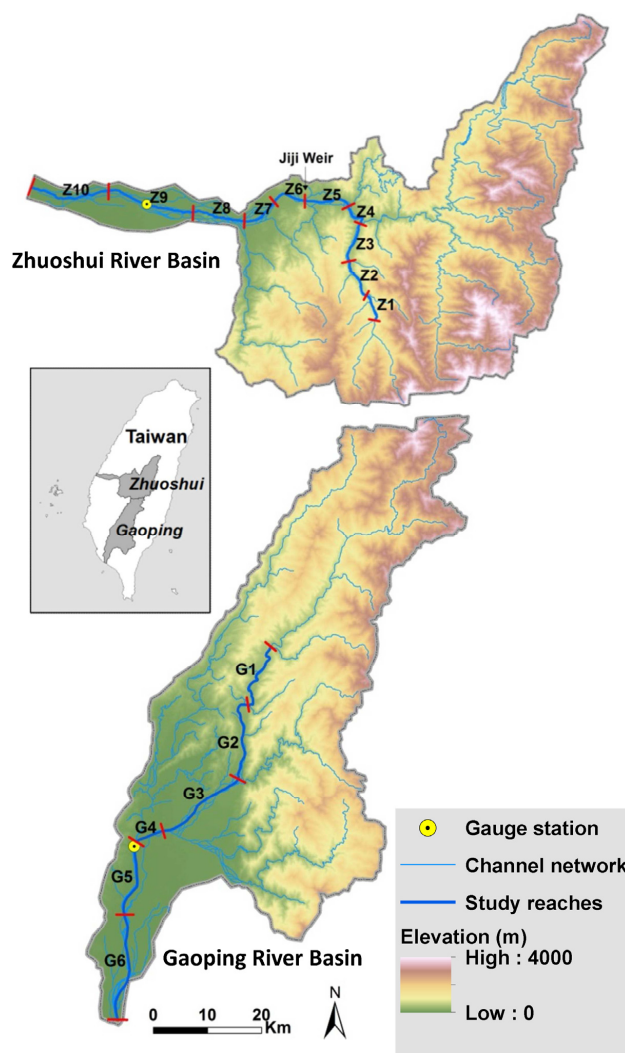 Jiji Weir
Z10
Z9
Z8
Z7
Z6
Z5
Z4
Z3
Z2
Z1
Zhuoshui River Basin
Taiwan
Zhuoshui
Gaoping
G1
G2
G3
G4
G5
G6
Gaoping River Basin
0 10 20
Km
N
Gauge station
Channel network
Study reaches
Elevation (m)
High : 4000
Low : 0